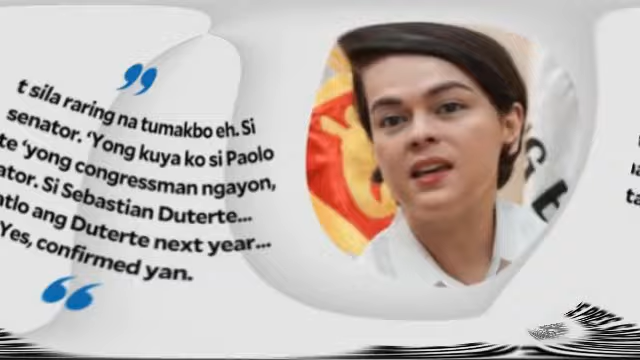 t sila raring na tumakbo eh. Si
senator. ‘Yong kuya ko si Paolo
te ‘yong congressman ngayon,
ator. Si Sebastian Duterte...
atlo ang Duterte next year...
Yes, confirmed yan.